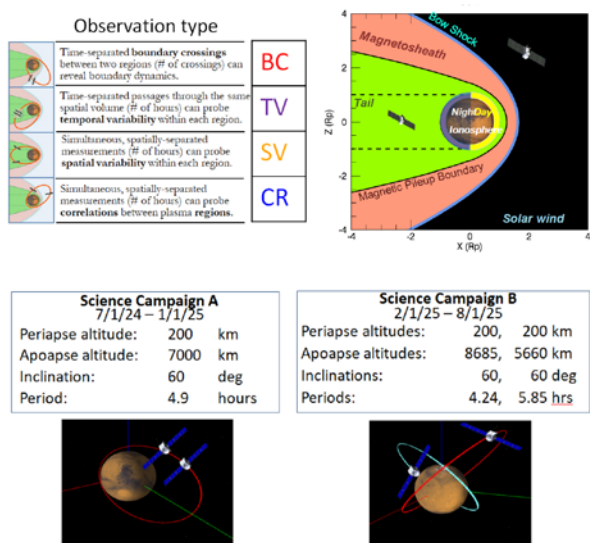 Observation type
Time-separated boundary crossings
between two regions (# of crossings) can
reveal boundary dynamics.
BC
Time-separated passages through the same
spatial volume (# of hours) can probe
temporal variability within each region.
TV
Simultaneous, spatially-separated
measurements (# of hours) can probe
spatial variability within each region.
SV
Simultaneous, spatially-separated
measurements (# of hours) can apobe
correlations between plasma regions.
CR
4
2
0
-2
-4
Z (Rp)
Bow Shock
Magnetosheath
Tail
NighDay
Ionosphere
Magnetic Pileup Boundary
Solar wind
-4 -2 0 2 4
X (Rp)
Science Campaign A
7/1/24 – 1/1/25
Periapse altitude: 200 km
Apoapse altitude: 7000 km
Inclination: 60 deg
Period: 4.9 hours
Science Campaign B
2/1/25 – 8/1/25
Periapse altitudes: 200, 200 km
Apoapse altitudes: 8685, 5660 km
Inclinations: 60, 60 deg
Periods: 4.24, 5.85 hrs